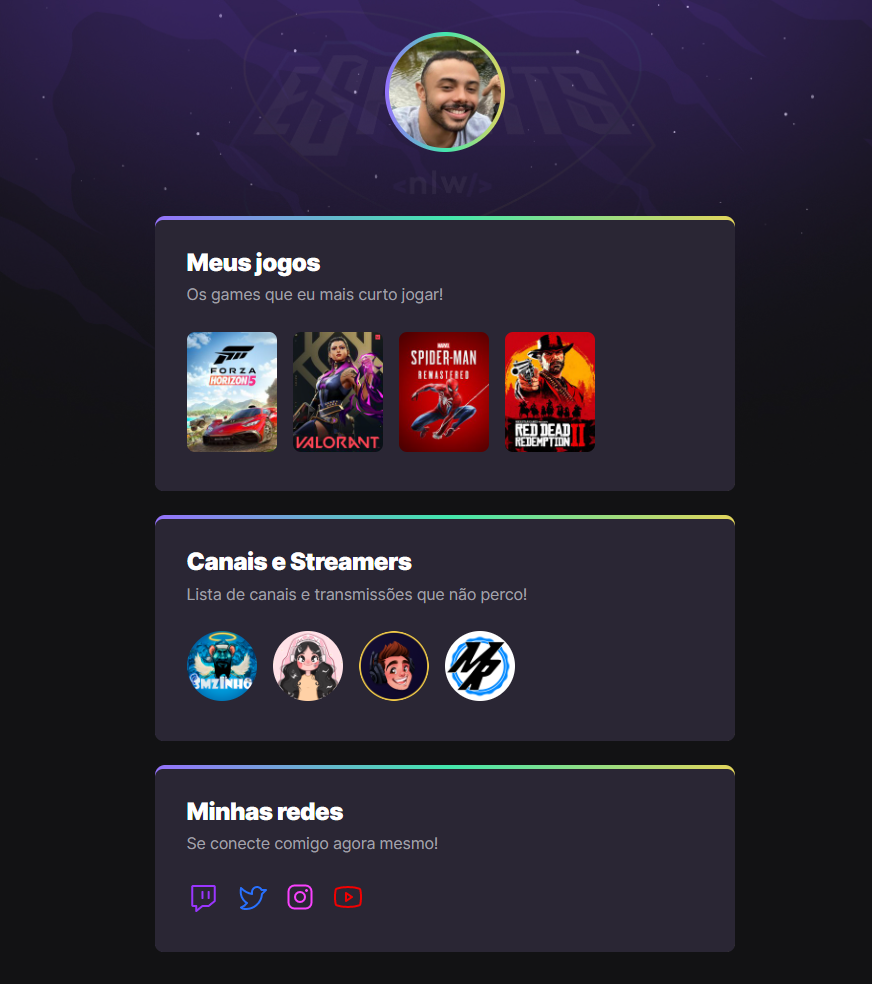 eSPORTS
<nlw/>
Meus jogos
Os games que eu mais curto jogar!
FORZA
HORIZON 5
VALORANT
MARVEL
SPIDER-MAN
REMASTERED
RED DEAD
REDEMPTION II
Canais e Streamers
Lista de canais e transmissões que não perco!
SMZINHO
Minhas redes
Se conecte comigo agora mesmo!